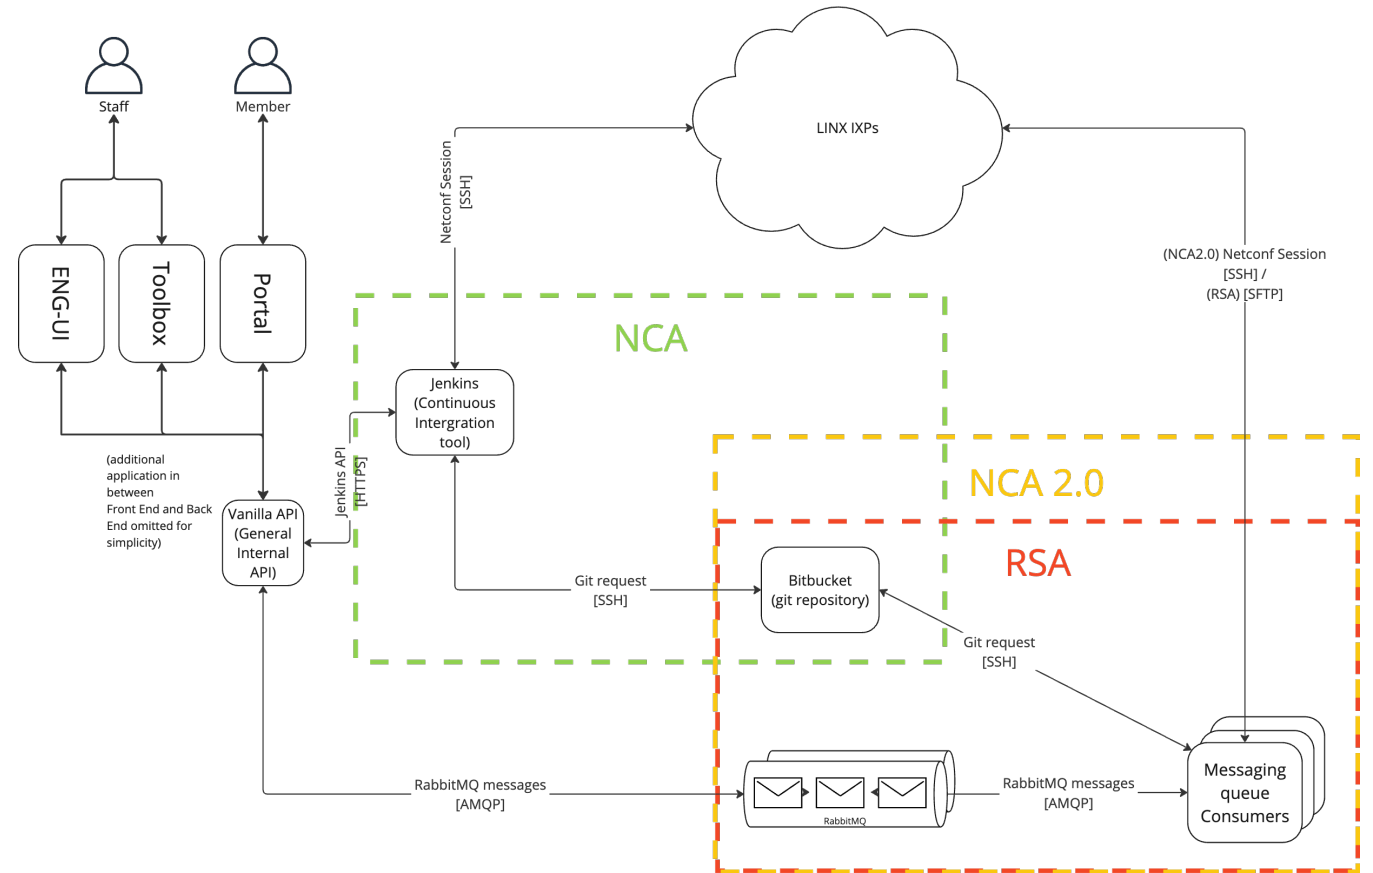 Staff
Member
LINX IXPs
Netconf Session
[SSH]
ENG-UI
Toolbox
Portal
(NCA2.0) Netconf Session
[SSH] /
(RSA) [SFTP]
NCA
Jenkins
(Continuous
Intergration
tool)
(additional
application in
between
Front End and Back
End omitted for
simplicity)
Jenkins API
[HTTPS]
NCA 2.0
Vanilla API
(General
Internal
API)
RSA
Git request
[SSH]
Bitbucket
(git repository)
Git request
[SSH]
RabbitMQ messages
[AMQP]
RabbitMQ
RabbitMQ messages
[AMQP]
Messaging
queue
Consumers